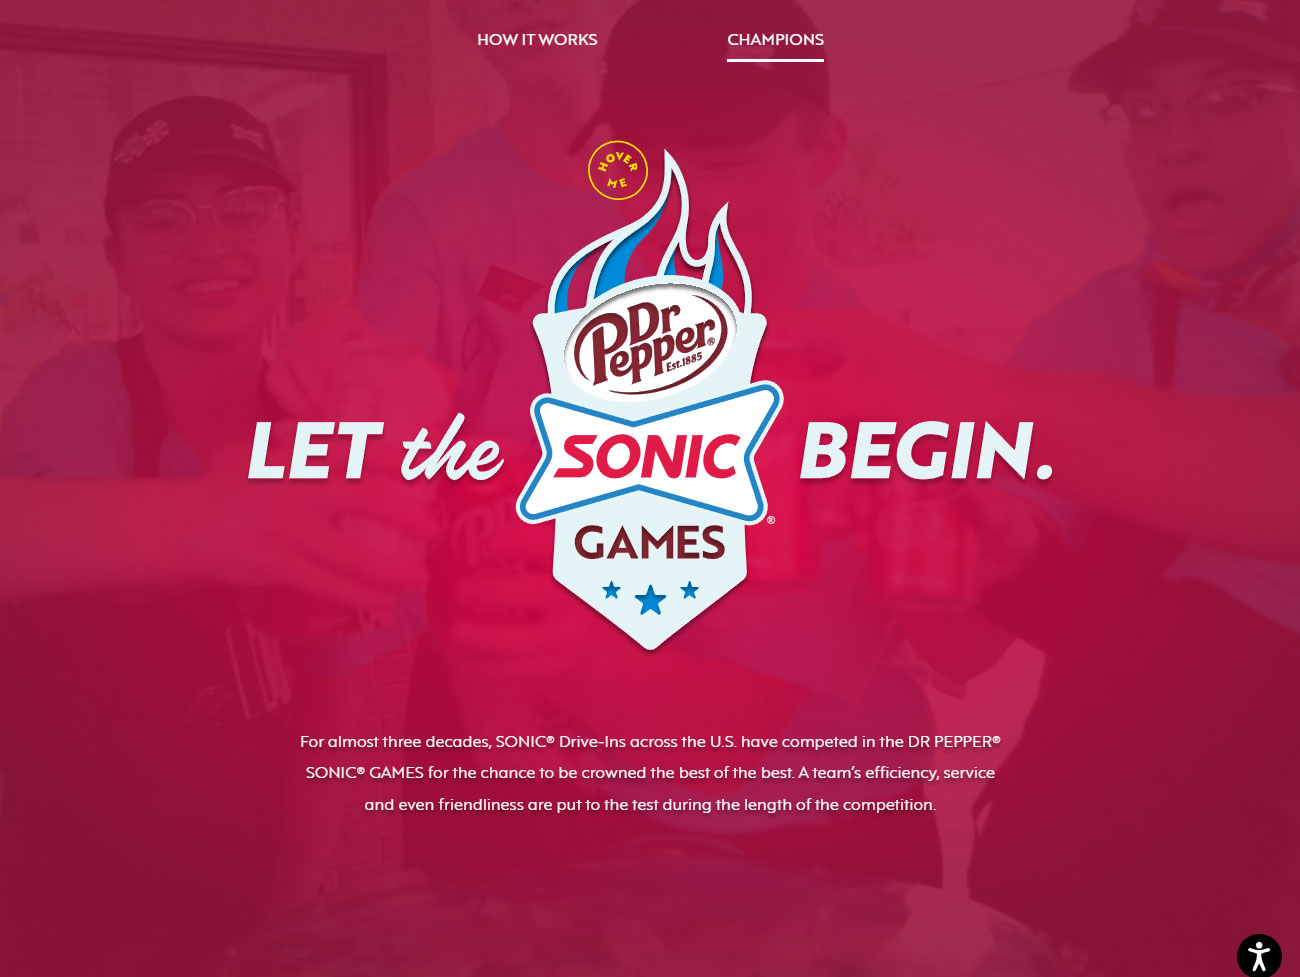 HOW IT WORKS
CHAMPIONS
HOVER
ME
Dr
Pepper®
Est.1885
LET the
SONIC
BEGIN.
®
GAMES
For almost three decades, SONIC® Drive-Ins across the U.S. have competed in the DR PEPPER®
SONIC® GAMES for the chance to be crowned the best of the best. A team's efficiency, service
and even friendliness are put to the test during the length of the competition.